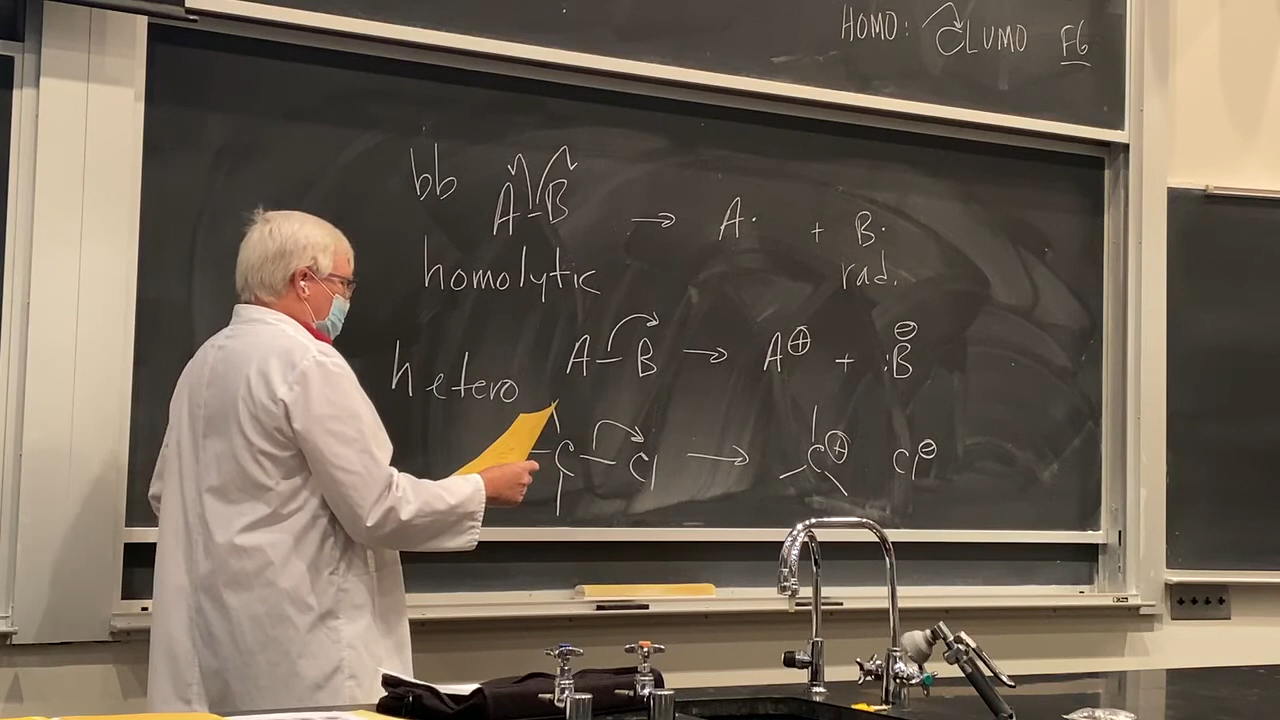 HOMO: LUMO FG
bb A-B → A· + B·
homolytic rad.
hetero A-B → A⊕ + :B⊖
C-Cl → C⊕ Cl⊖